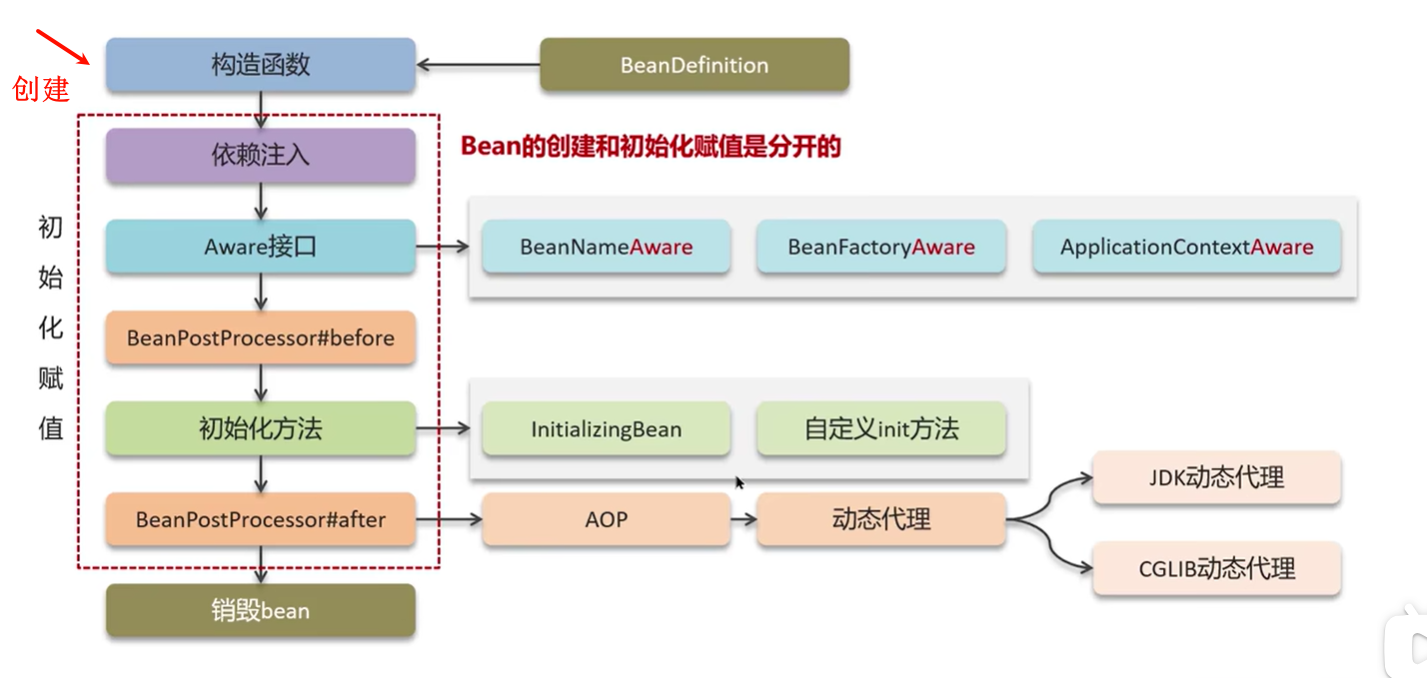 构造函数
BeanDefinition
创建
依赖注入
Bean的创建和初始化赋值是分开的
初始化赋值
Aware接口
BeanNameAware
BeanFactoryAware
ApplicationContextAware
BeanPostProcessor#before
初始化方法
InitializingBean
自定义init方法
BeanPostProcessor#after
AOP
动态代理
JDK动态代理
CGLIB动态代理
销毁bean